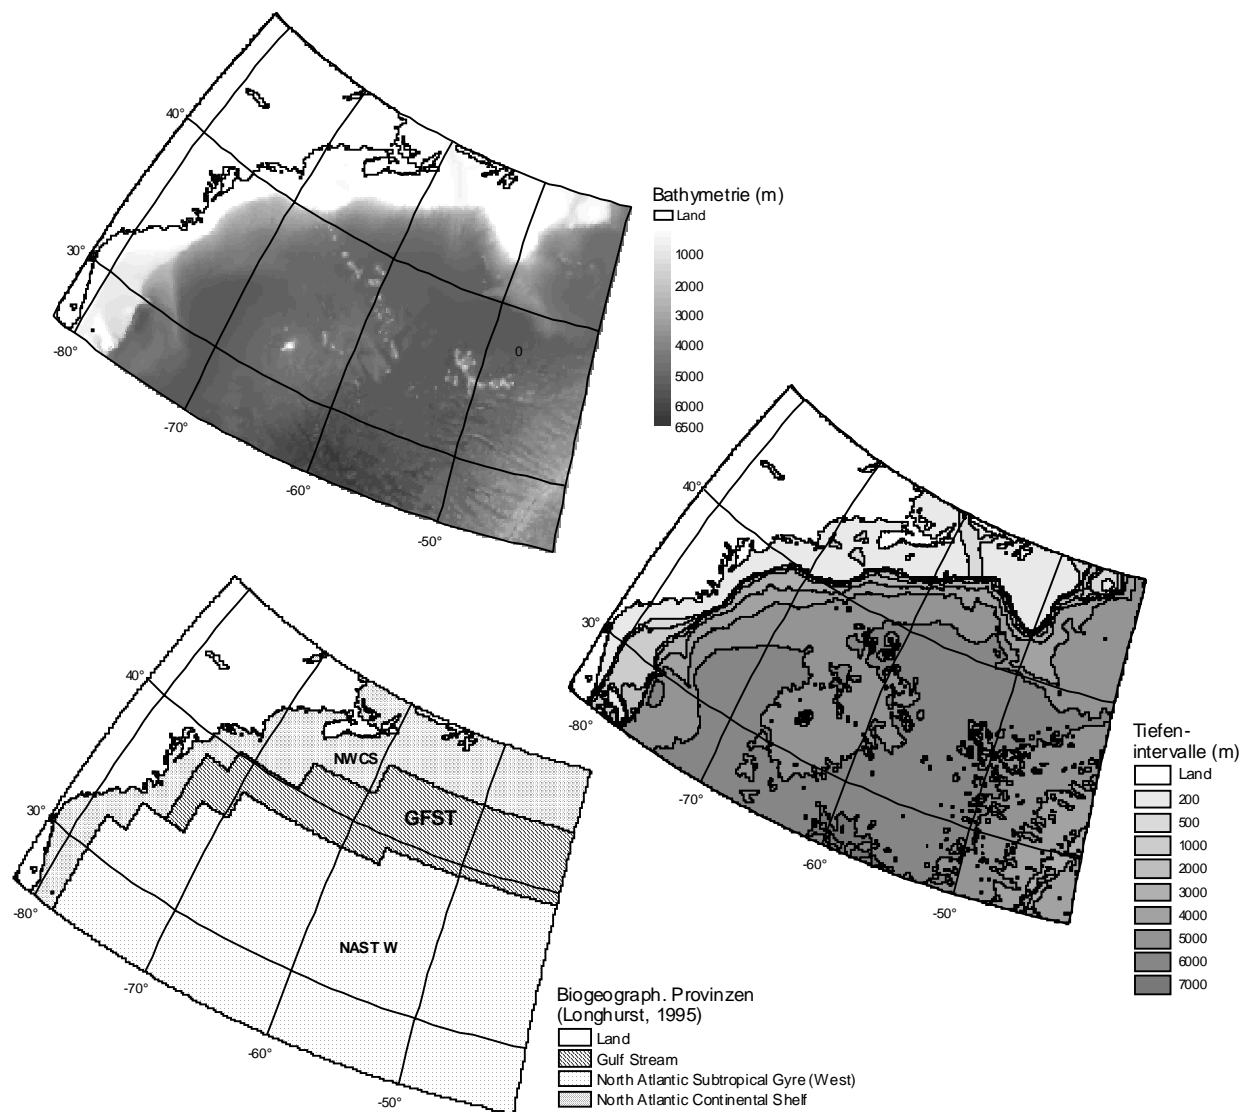 40°
30°
-80°
-70°
-60°
-50°
0
Bathymetrie (m)
Land
1000
2000
3000
4000
5000
6000
6500
40°
30°
-80°
-70°
-60°
-50°
Tiefen-
intervalle (m)
Land
200
500
1000
2000
3000
4000
5000
6000
7000
40°
30°
-80°
-70°
-60°
-50°
NWCS
GFST
NAST W
Biogeograph. Provinzen
(Longhurst, 1995)
Land
Gulf Stream
North Atlantic Subtropical Gyre (West)
North Atlantic Continental Shelf